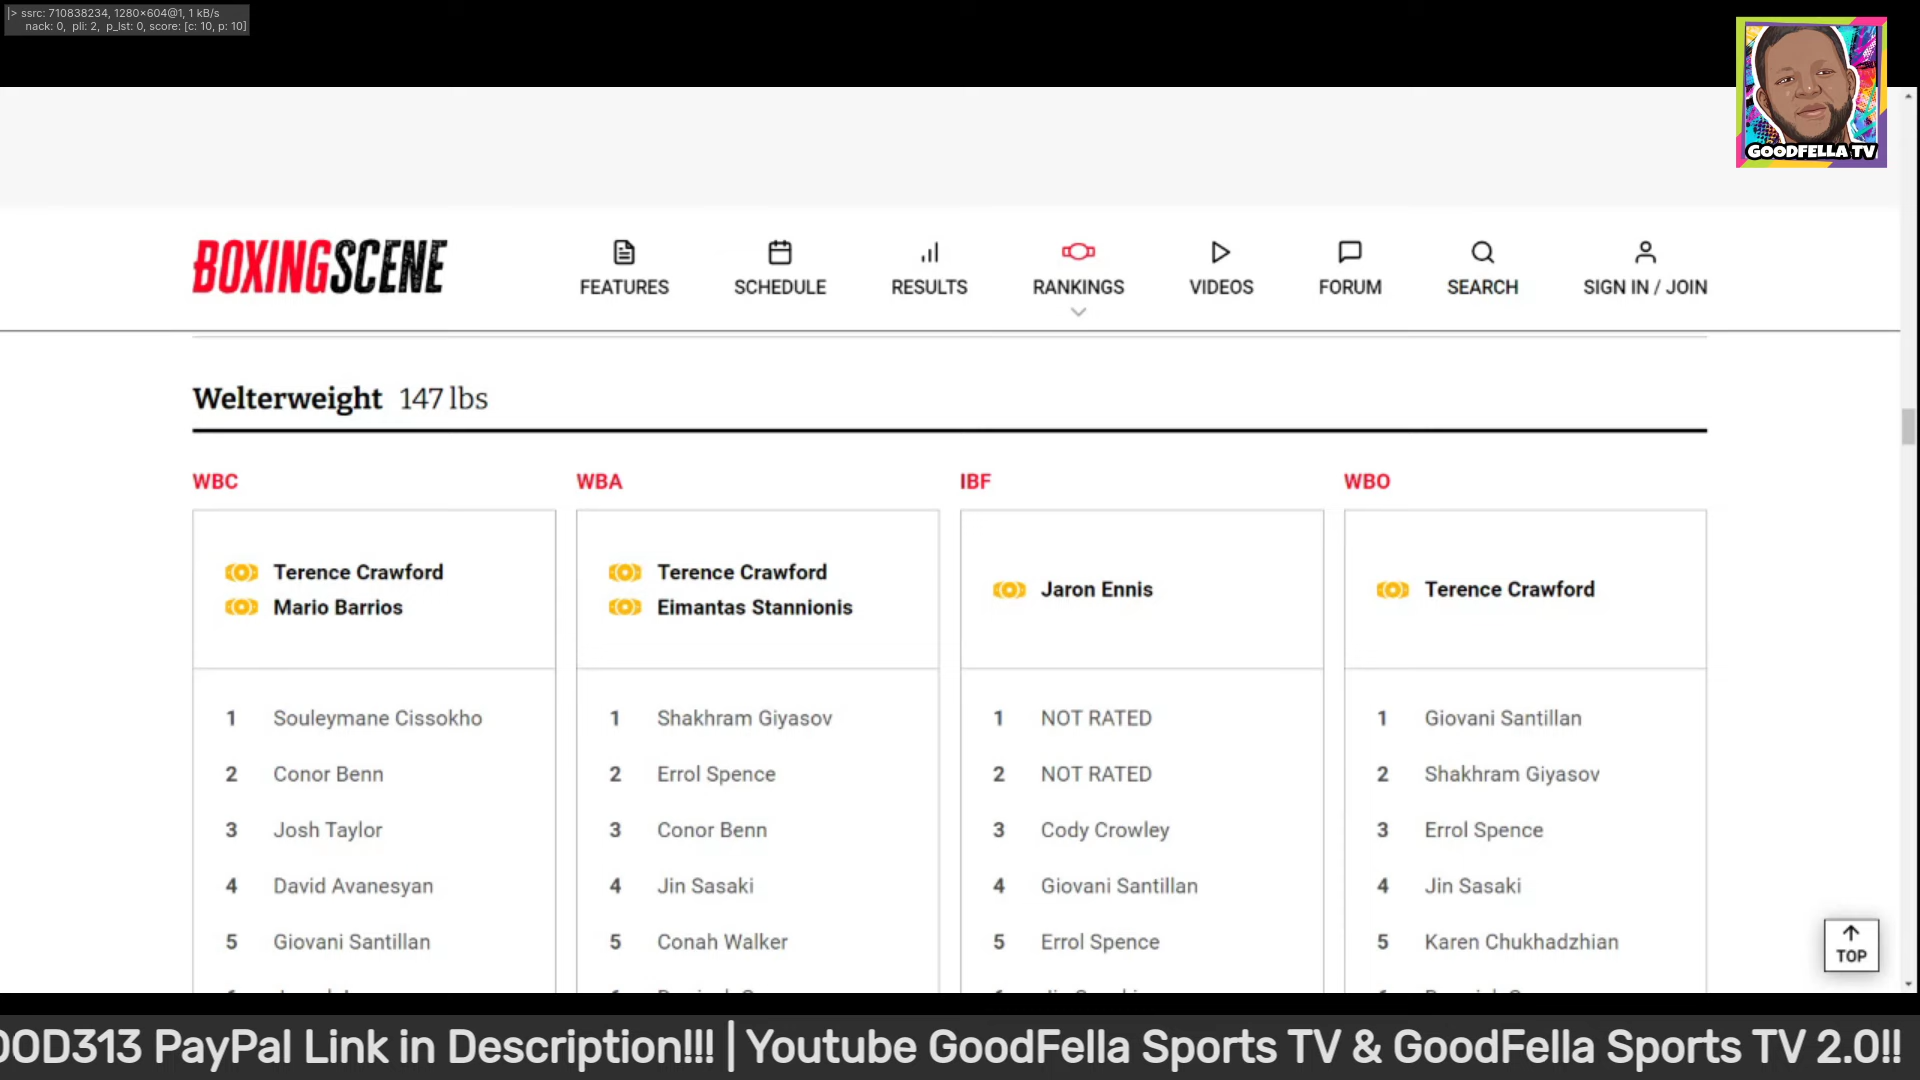 |> ssrc: 710838234, 1280×604@1, 1 kB/s
nack: 0, pli: 2, p_lst: 0, score: [c: 10, p: 10]
GOODFELLA TV
BOXINGSCENE
FEATURES
SCHEDULE
RESULTS
RANKINGS
VIDEOS
FORUM
SEARCH
SIGN IN / JOIN
Welterweight 147 lbs
WBC
Terence Crawford
Mario Barrios
1 Souleymane Cissokho
2 Conor Benn
3 Josh Taylor
4 David Avanesyan
5 Giovani Santillan
WBA
Terence Crawford
Eimantas Stannionis
1 Shakhram Giyasov
2 Errol Spence
3 Conor Benn
4 Jin Sasaki
5 Conah Walker
IBF
Jaron Ennis
1 NOT RATED
2 NOT RATED
3 Cody Crowley
4 Giovani Santillan
5 Errol Spence
WBO
Terence Crawford
1 Giovani Santillan
2 Shakhram Giyasov
3 Errol Spence
4 Jin Sasaki
5 Karen Chukhadzhian
TOP
OOD313 PayPal Link in Description!!! | Youtube GoodFella Sports TV & GoodFella Sports TV 2.0!!